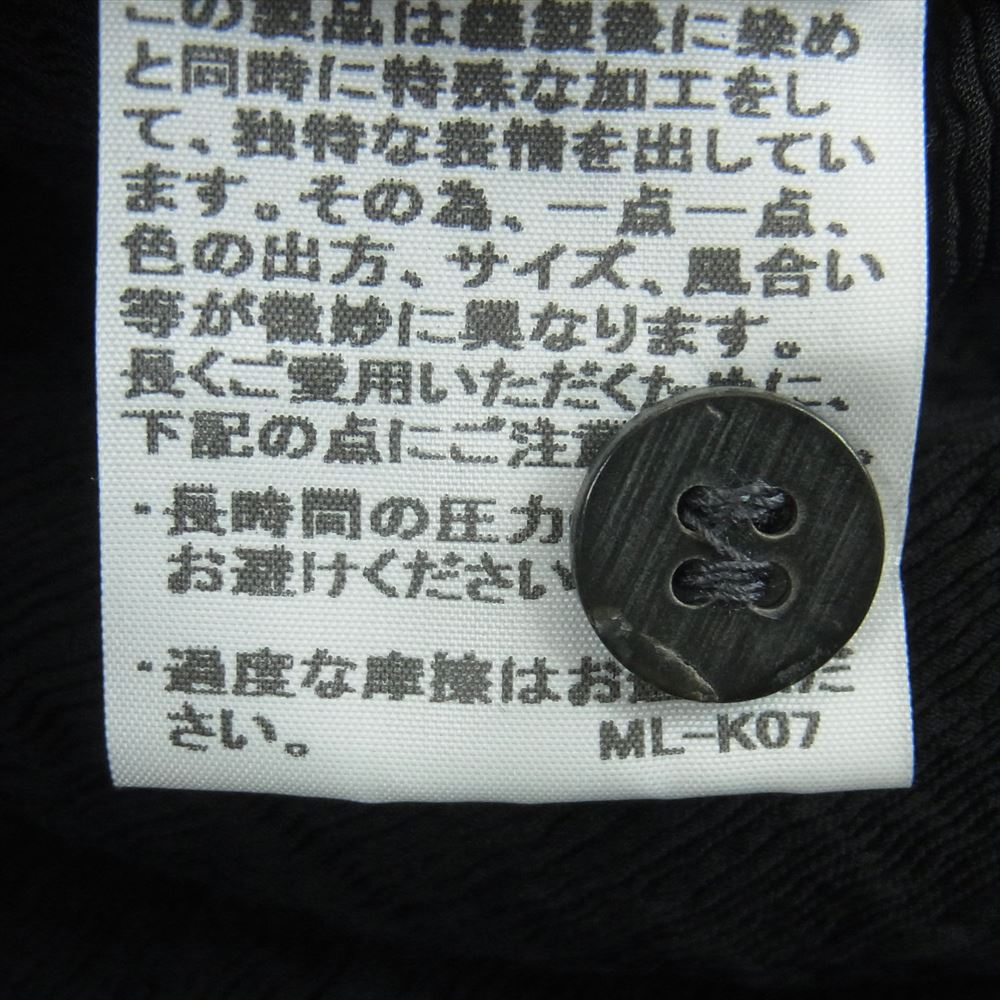 この製品は縫製後に染め
と同時に特殊な加工をし
て、独特な表情を出してい
ます。その為、一点一点、
色の出方、サイズ、風合い
等が微妙に異なります。
長くご愛用いただくために、
下記の点にご注意
・長時間の圧力
お避けください
・過度な摩擦はお
さい。 ML-K07